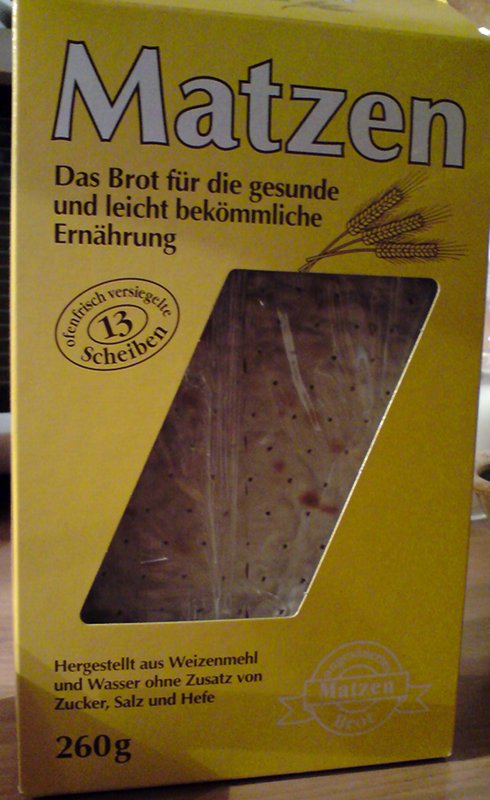 Matzen
Das Brot für die gesunde
und leicht bekömmliche
Ernährung
ofenfrisch versiegelte
13
Scheiben
Hergestellt aus Weizenmehl
und Wasser ohne Zusatz von
Zucker, Salz und Hefe
Matzen
Brot
260g